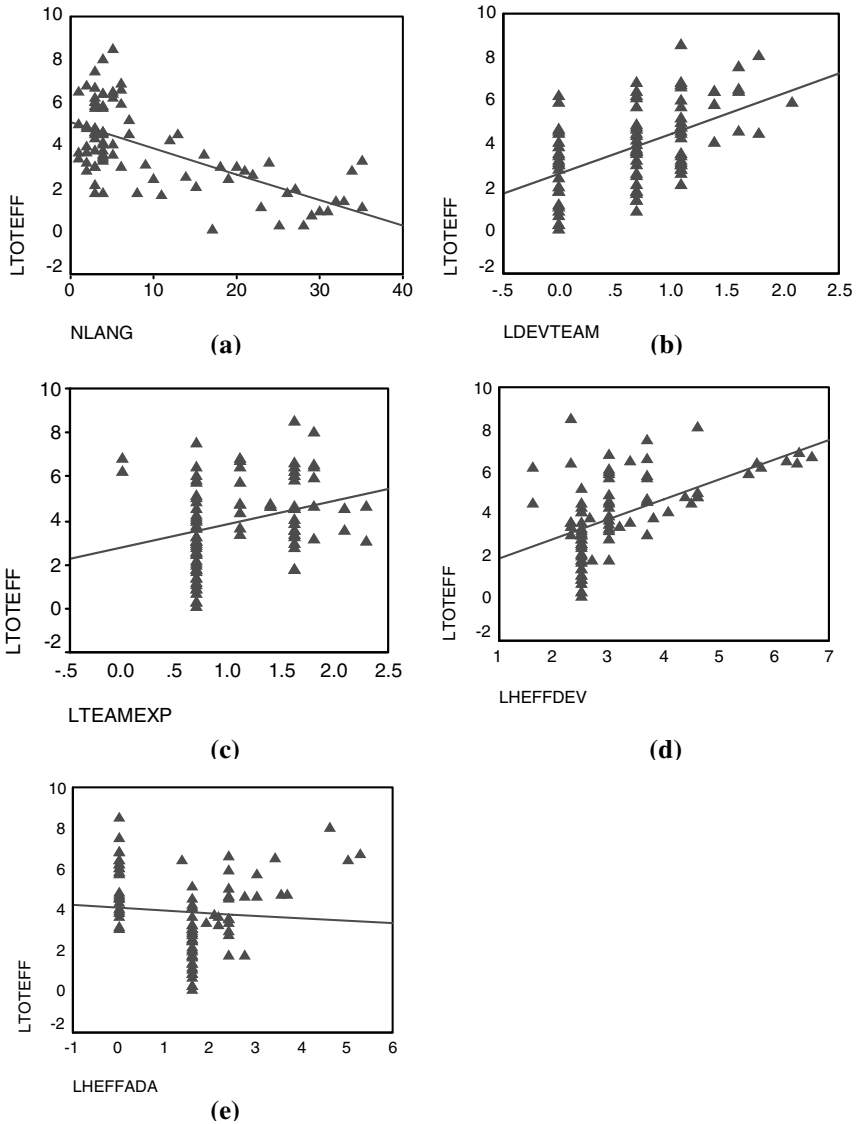 10
8
6
4
2
0
-2
LTOTEFF
0 10 20 30 40
NLANG
(a)
10
8
6
4
2
0
-2
LTOTEFF
-.5 0.0 .5 1.0 1.5 2.0 2.5
LDEVTEAM
(b)
10
8
6
4
2
0
-2
LTOTEFF
-.5 0.0 .5 1.0 1.5 2.0 2.5
LTEAMEXP
(c)
10
8
6
4
2
0
-2
LTOTEFF
1 2 3 4 5 6 7
LHEFFDEV
(d)
10
8
6
4
2
0
-2
LTOTEFF
-1 0 1 2 3 4 5 6
LHEFFADA
(e)